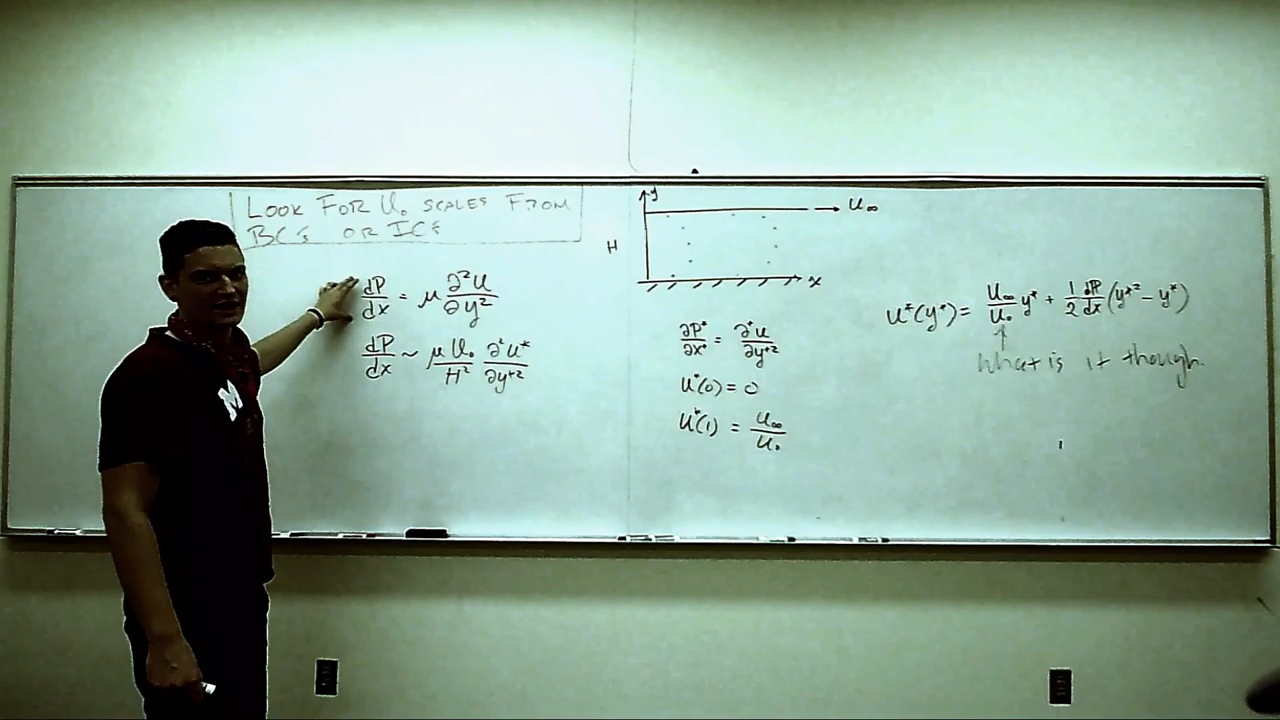 LOOK FOR U₀ SCALES FROM
BCs OR ICs
dP/dx = μ ∂²u/∂y²
dP/dx ~ μU₀/H² ∂²u*/∂y*²
M
y
U∞
H
x
∂P*/∂x* = ∂²u/∂y*²
u*(0) = 0
u*(1) = U∞/U₀
u*(y*) = U∞/U₀ y* + 1/2 dP/dx (y*² - y*)
What is it though.